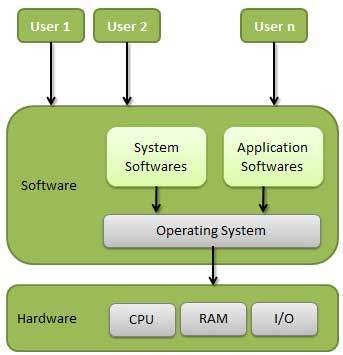 User 1
User 2
User n
System
Softwares
Application
Softwares
Software
Operating System
Hardware
CPU
RAM
I/O